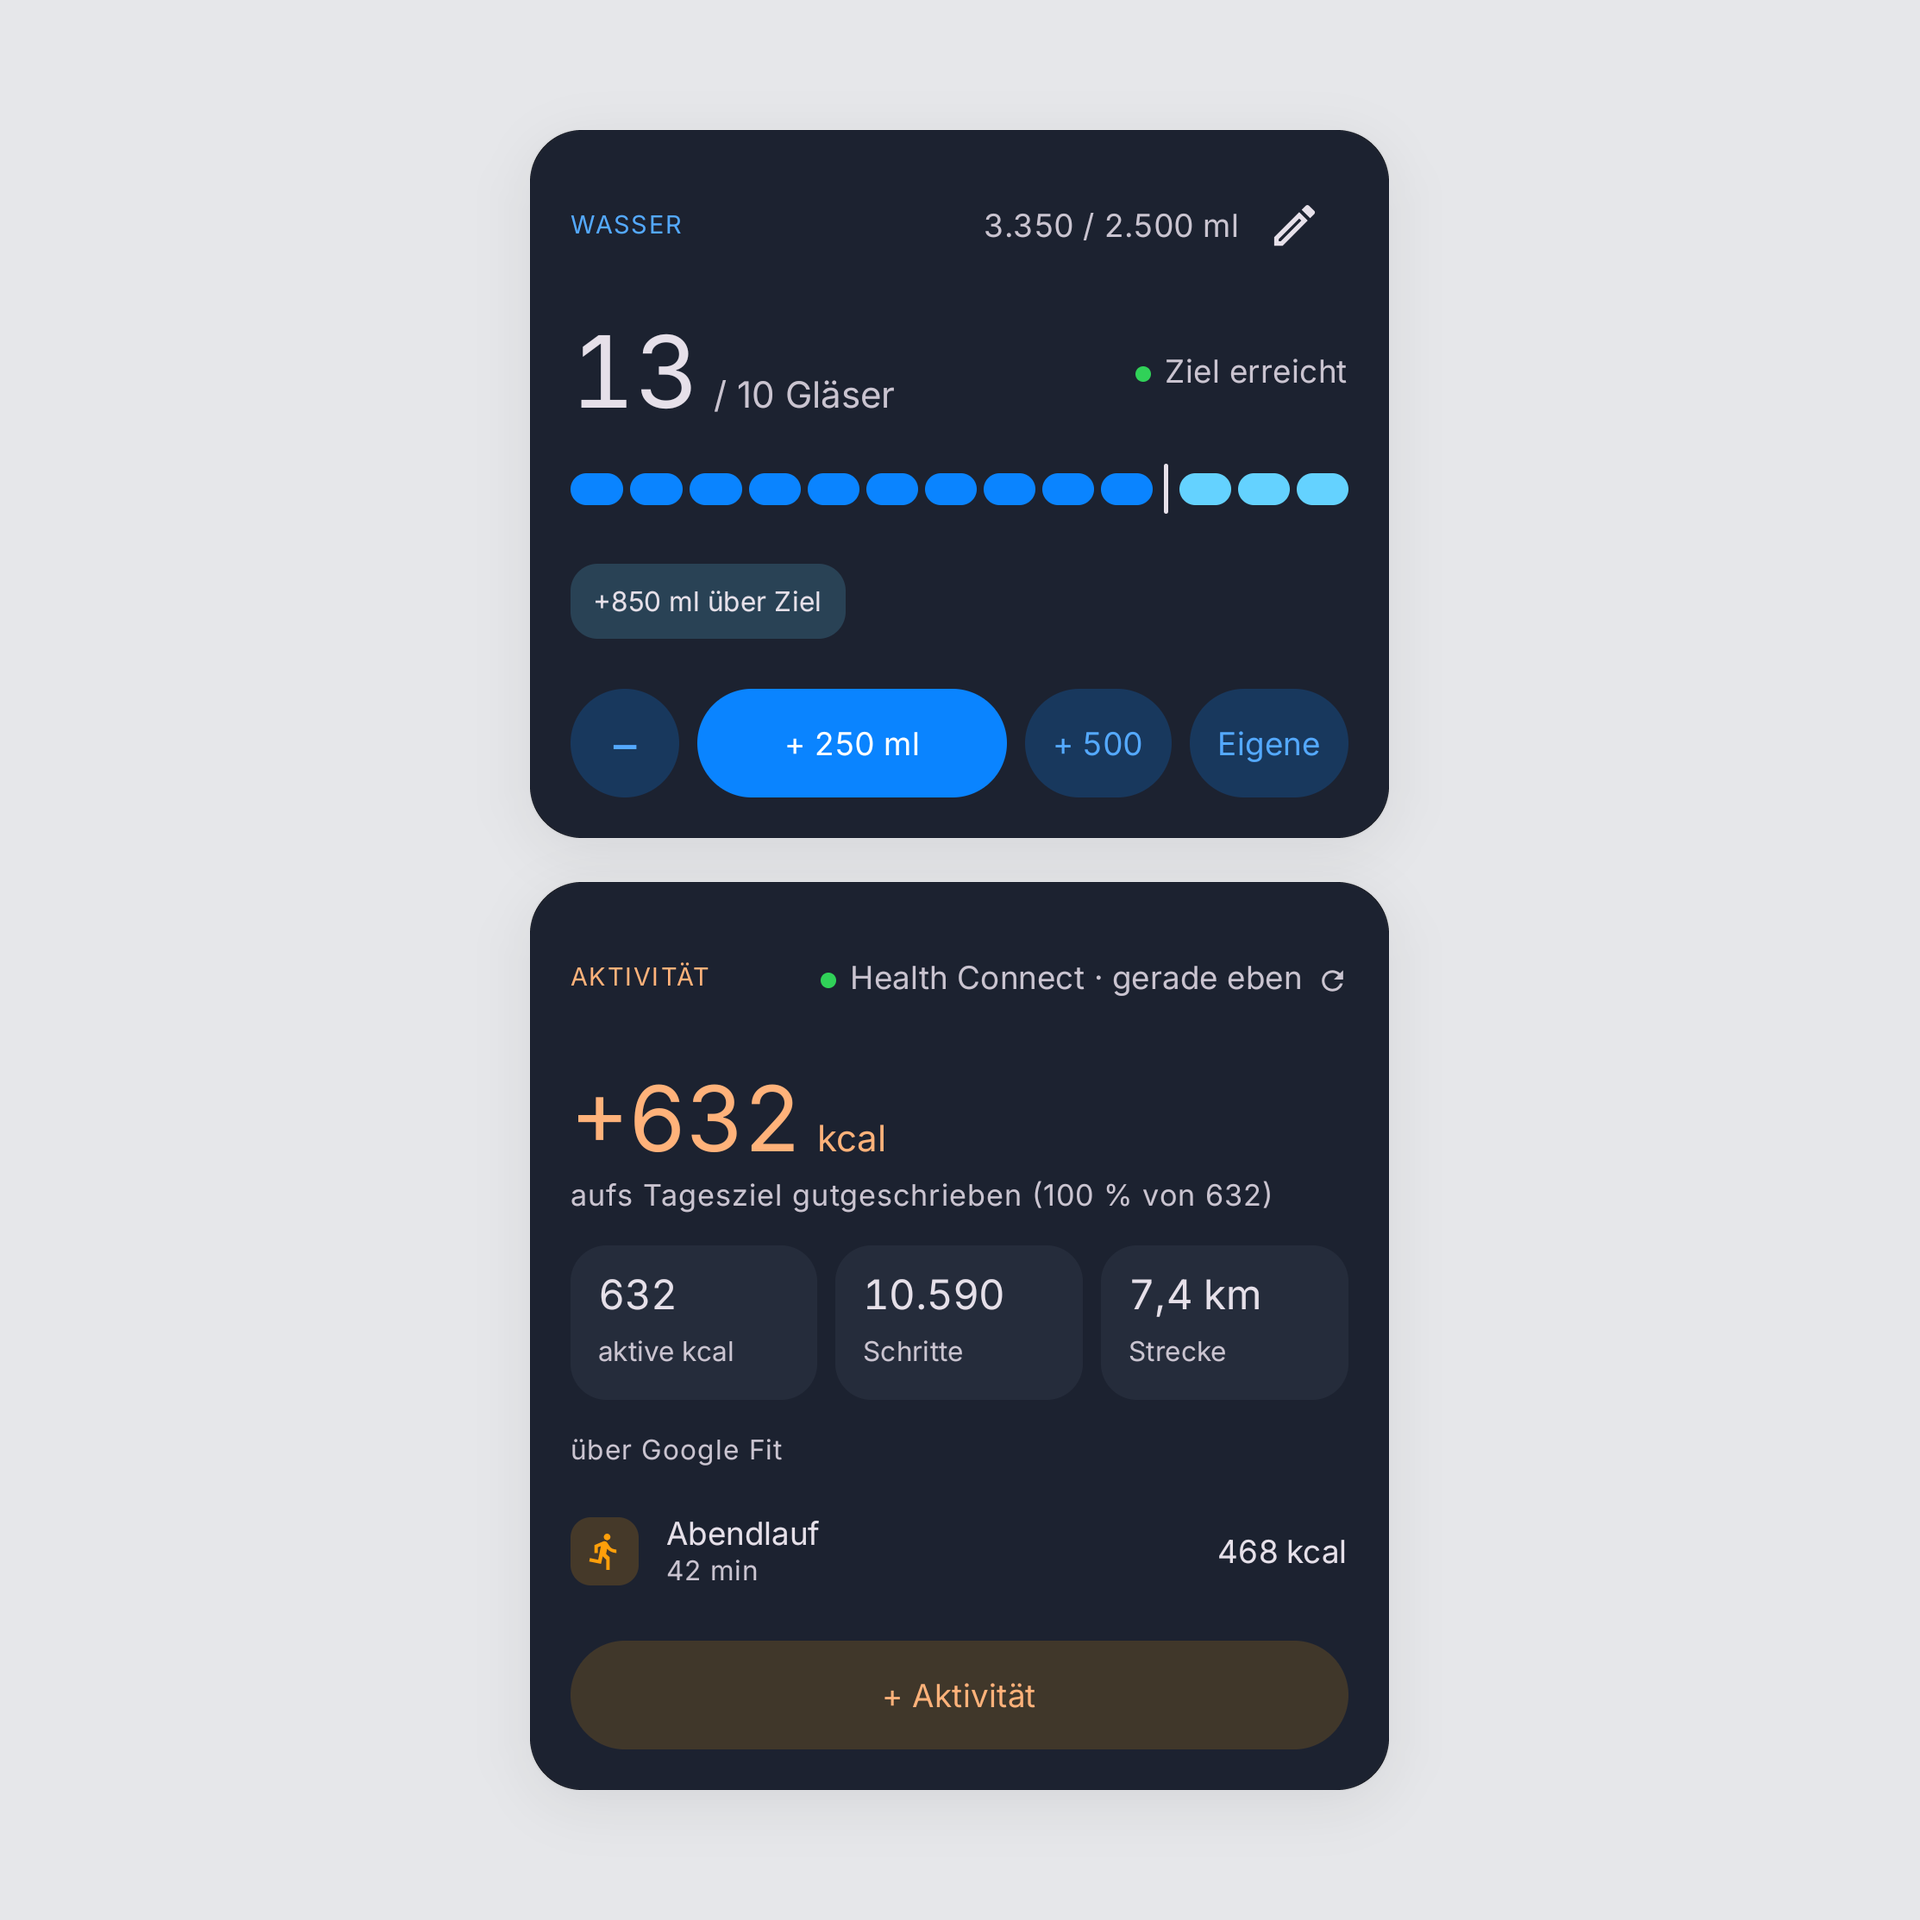 WASSER 3.350 / 2.500 ml
13 / 10 Gläser Ziel erreicht
+850 ml über Ziel
– + 250 ml + 500 Eigene
AKTIVITÄT Health Connect · gerade eben
+632 kcal
aufs Tagesziel gutgeschrieben (100 % von 632)
632 10.590 7,4 km
aktive kcal Schritte Strecke
über Google Fit
Abendlauf 468 kcal
42 min
+ Aktivität